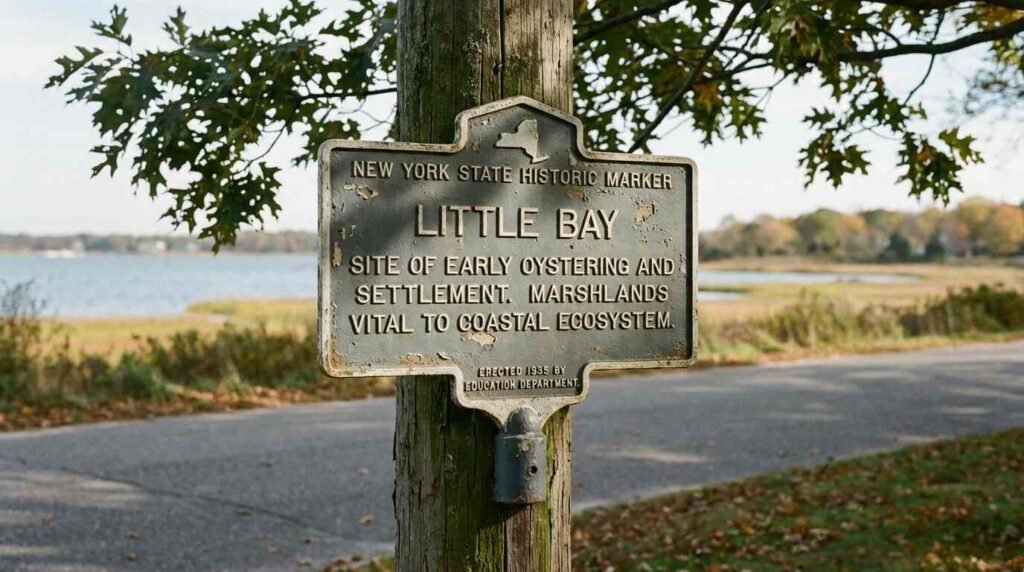 NEW YORK STATE HISTORIC MARKER
LITTLE BAY
SITE OF EARLY OYSTERING AND
SETTLEMENT. MARSHLANDS
VITAL TO COASTAL ECOSYSTEM.
ERECTED 1935 BY
EDUCATION DEPARTMENT.